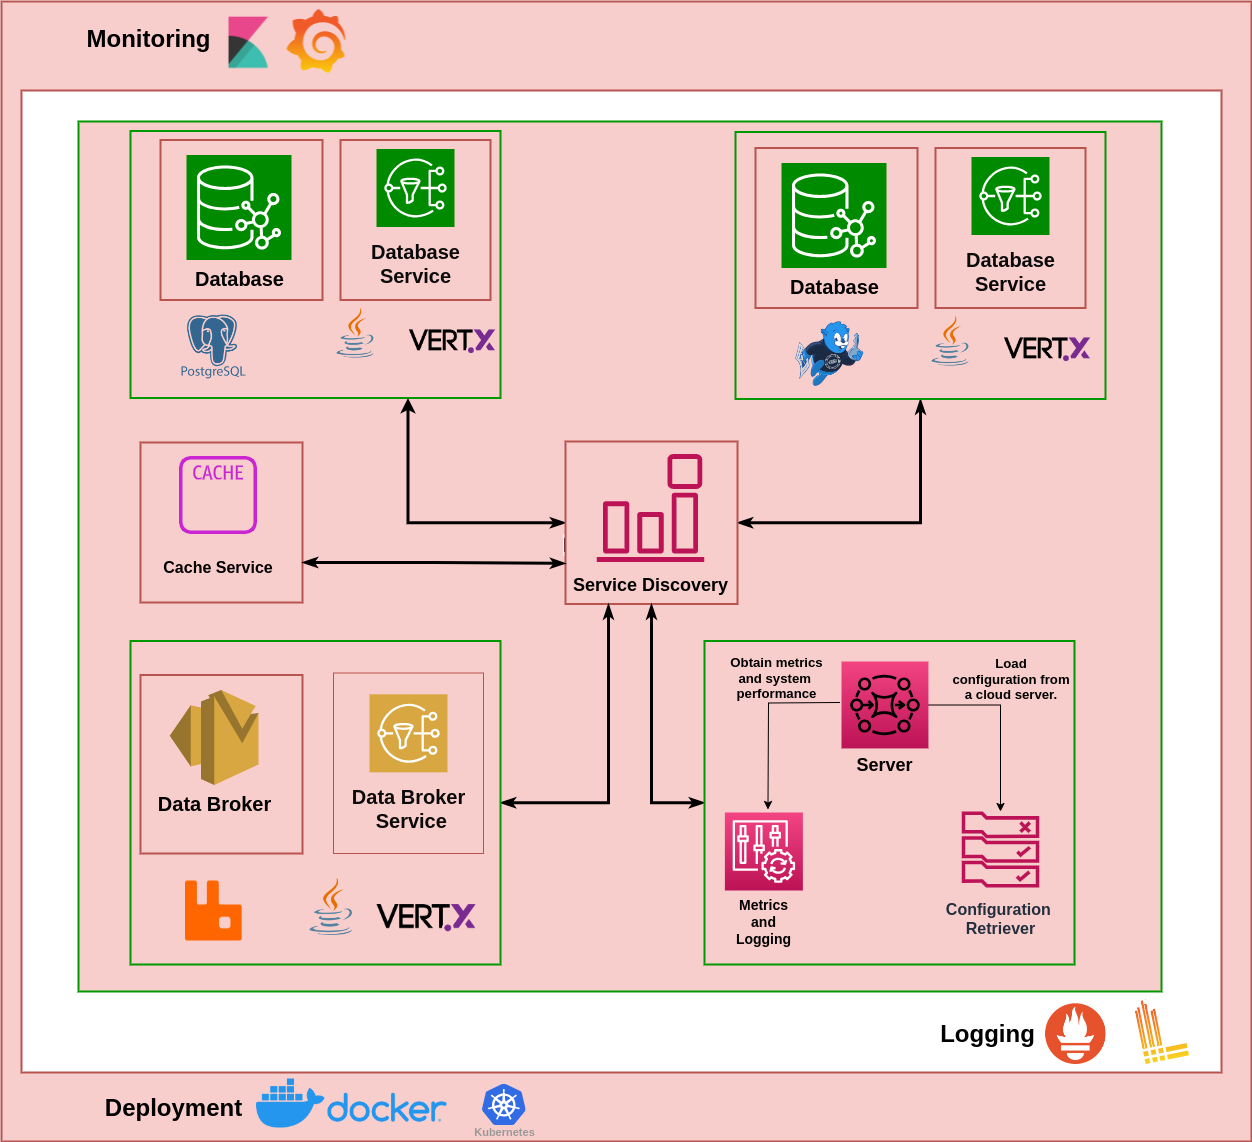 Monitoring
Database
Database
Service
PostgreSQL
VERT.X
Database
Database
Service
VERT.X
CACHE
Cache Service
Service Discovery
Data Broker
Data Broker
Service
VERT.X
Obtain metrics
and system
performance
Load
configuration from
a cloud server.
Server
Metrics
and
Logging
Configuration
Retriever
Logging
Deployment
docker
Kubernetes